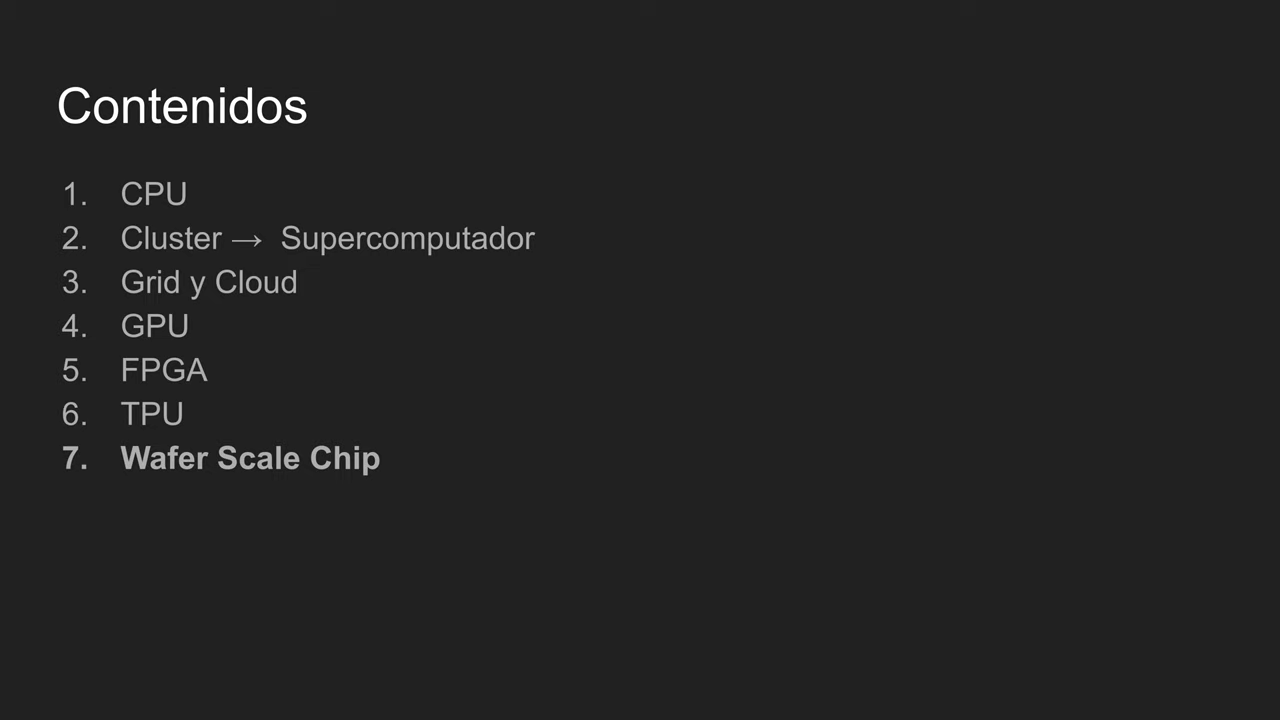 Contenidos
1. CPU
2. Cluster → Supercomputador
3. Grid y Cloud
4. GPU
5. FPGA
6. TPU
7. Wafer Scale Chip